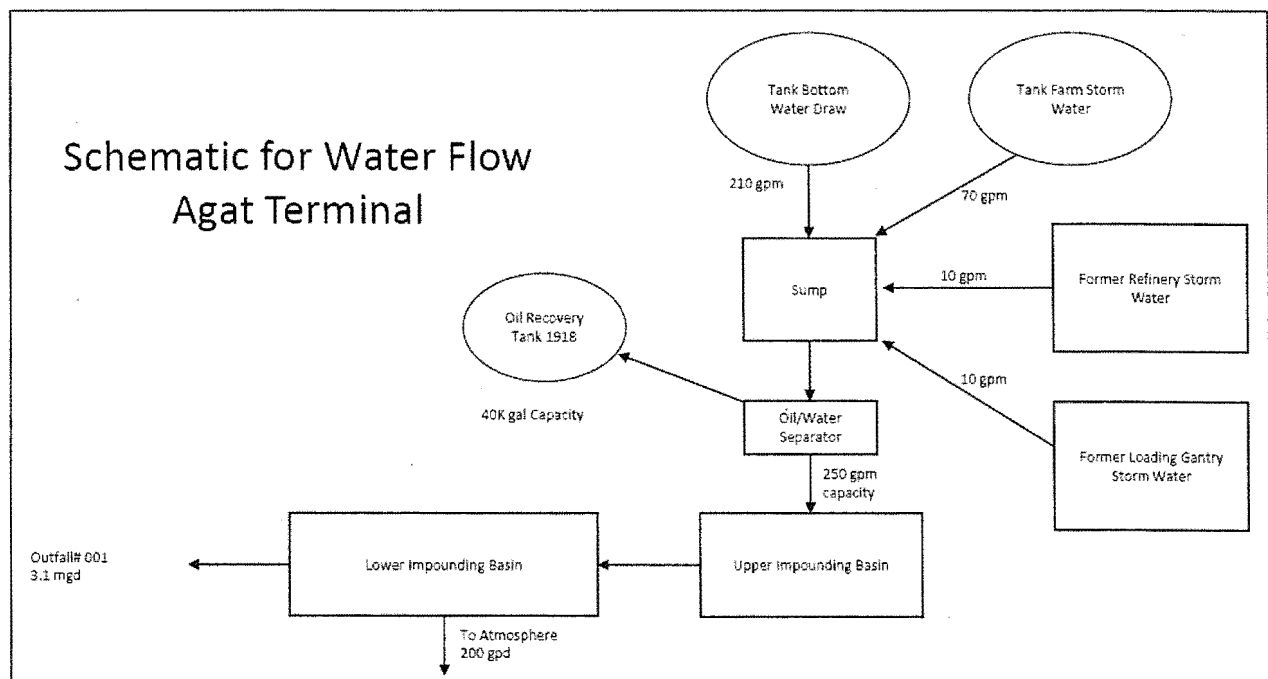 Schematic for Water Flow
Agat Terminal
Tank Bottom
Water Draw
Tank Farm Storm
Water
210 gpm
70 gpm
Sump
10 gpm
Former Refinery Storm
Water
Oil Recovery
Tank 1918
40K gal Capacity
10 gpm
Oil/Water
Separator
Former Loading Gantry
Storm Water
250 gpm
capacity
Outfall# 001
3.1 mgd
Lower Impounding Basin
Upper Impounding Basin
To Atmosphere
200 gpd